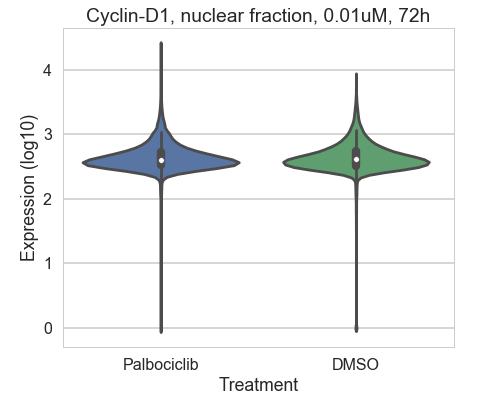 Cyclin-D1, nuclear fraction, 0.01uM, 72h
Expression (log10)
4
3
2
1
0
Palbociclib
DMSO
Treatment